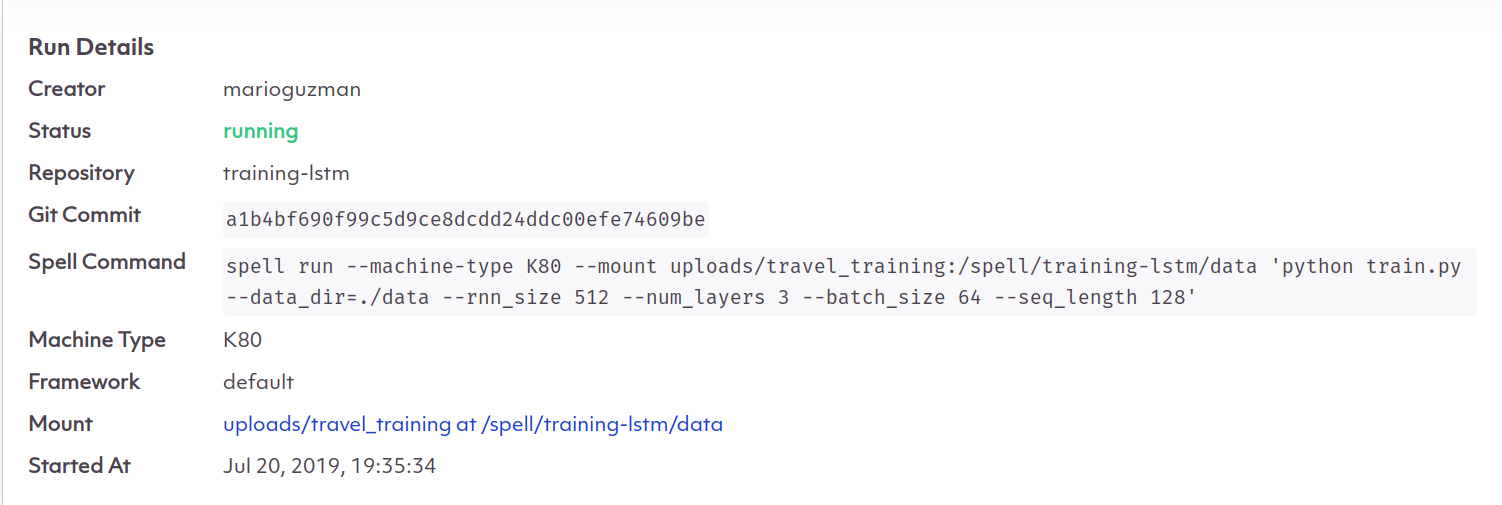 Run Details
Creator marioguzman
Status running
Repository training-lstm
Git Commit a1b4bf690f99c5d9ce8dcdd24ddc00efe74609be
Spell Command spell run --machine-type K80 --mount uploads/travel_training:/spell/training-lstm/data 'python train.py
--data_dir=./data --rnn_size 512 --num_layers 3 --batch_size 64 --seq_length 128'
Machine Type K80
Framework default
Mount uploads/travel_training at /spell/training-lstm/data
Started At Jul 20, 2019, 19:35:34